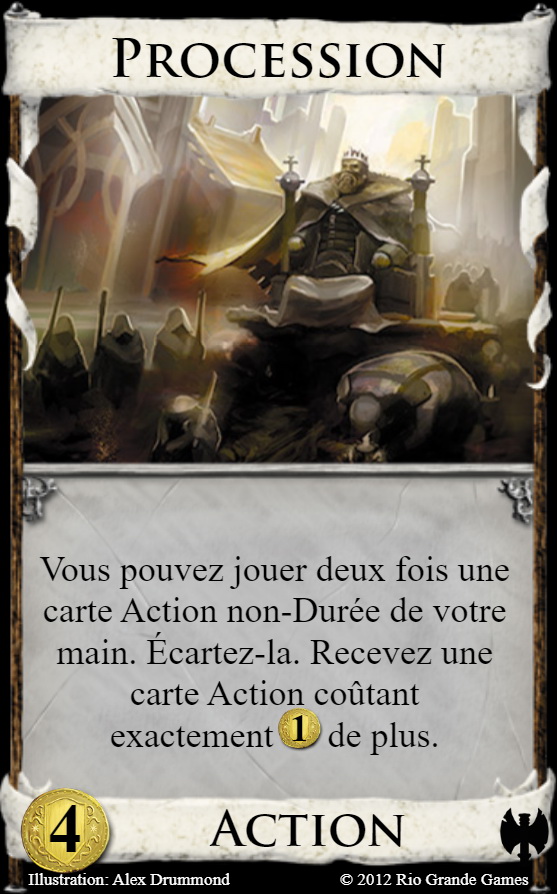 PROCESSION
Vous pouvez jouer deux fois une
carte Action non-Durée de votre
main. Écartez-la. Recevez une
carte Action coûtant
exactement 1 de plus.
4
ACTION
Illustration: Alex Drummond
© 2012 Rio Grande Games